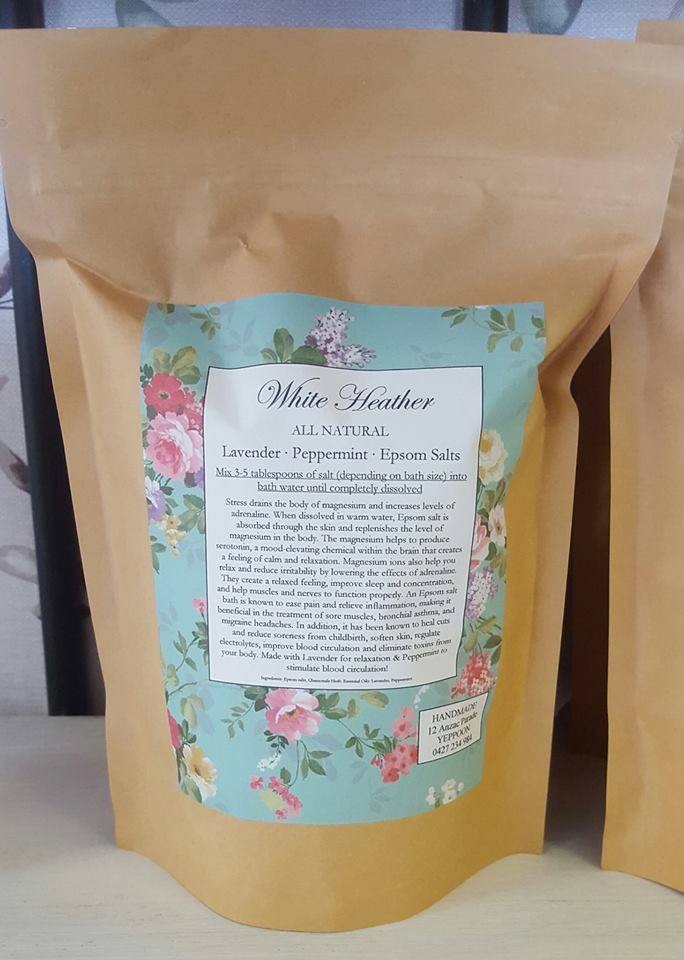 White Heather
ALL NATURAL
Lavender · Peppermint · Epsom Salts
Mix 3-5 tablespoons of salt (depending on bath size) into
bath water until completely dissolved
Stress drains the body of magnesium and increases levels of
adrenaline. When dissolved in warm water, Epsom salt is
absorbed through the skin and replenishes the level of
magnesium in the body. The magnesium helps to produce
serotonin, a mood-elevating chemical within the brain that creates
a feeling of calm and relaxation. Magnesium ions also help you
relax and reduce irritability by lowering the effects of adrenaline.
They create a relaxed feeling, improve sleep and concentration,
and help muscles and nerves to function properly. An Epsom salt
bath is known to ease pain and relieve inflammation, making it
beneficial in the treatment of sore muscles, bronchial asthma, and
migraine headaches. In addition, it has been known to heal cuts
and reduce soreness from childbirth, soften skin, regulate
electrolytes, improve blood circulation and eliminate toxins from
your body. Made with Lavender for relaxation & Peppermint to
stimulate blood circulation!
Ingredients: Epsom salts, Chamomile Herb, Essential Oils: Lavender, Peppermint
HANDMADE:
12 Anzac Parade
YEPPOON
0427 234 984